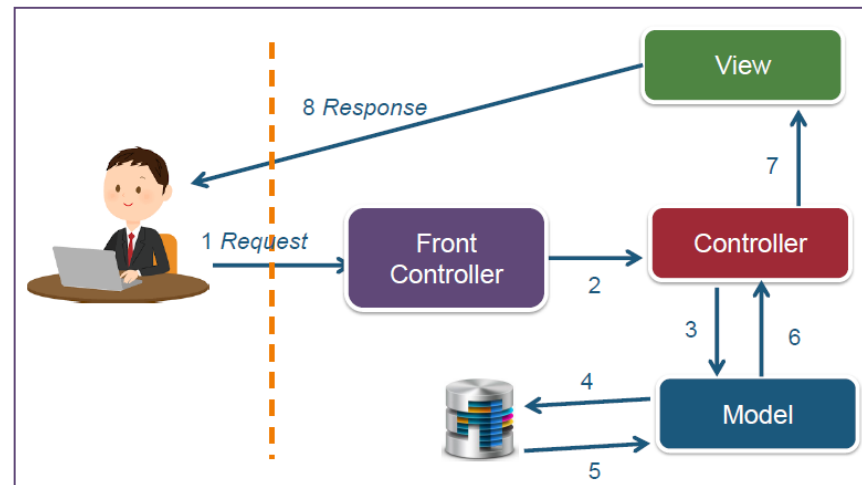 View
8 Response
7
1 Request
Front
Controller
2
Controller
3
6
4
Model
5